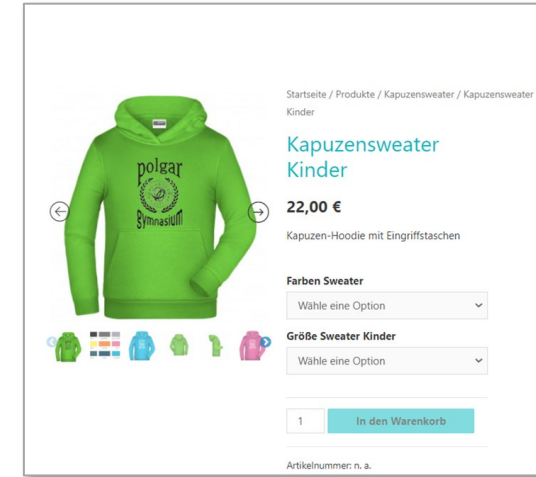 Startseite / Produkte / Kapuzensweater / Kapuzensweater
Kinder
Kapuzensweater
Kinder
22,00 €
Kapuzen-Hoodie mit Eingriffstaschen
Farben Sweater
Wähle eine Option
Größe Sweater Kinder
Wähle eine Option
1
In den Warenkorb
Artikelnummer: n. a.
polgar
gymnasium